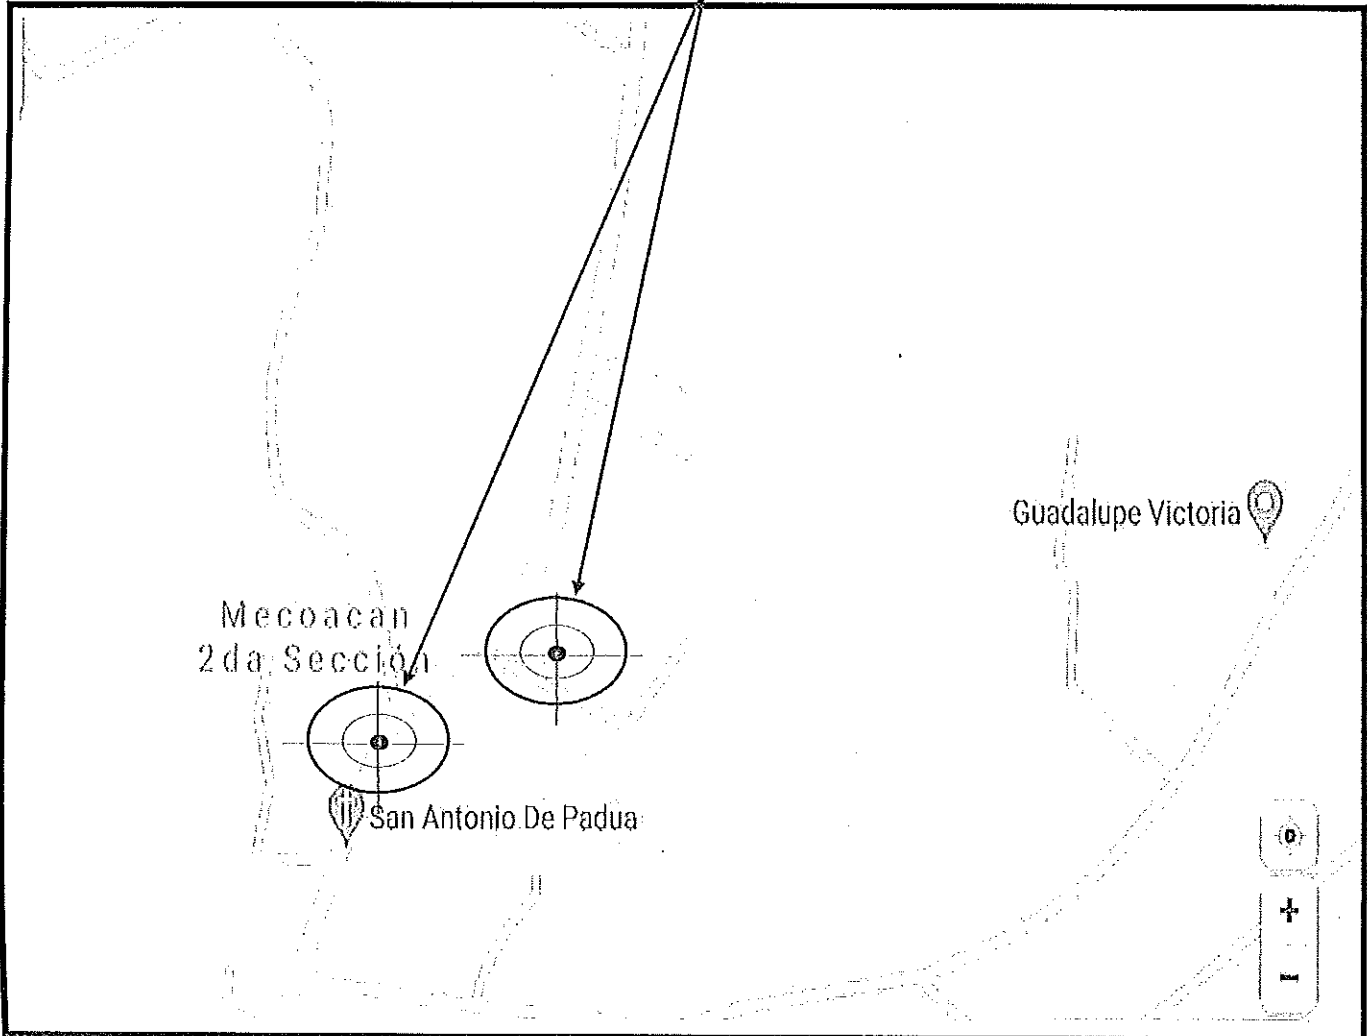 Guadalupe Victoria
Mecoacan
2da Sección
San Antonio De Padua
+
−